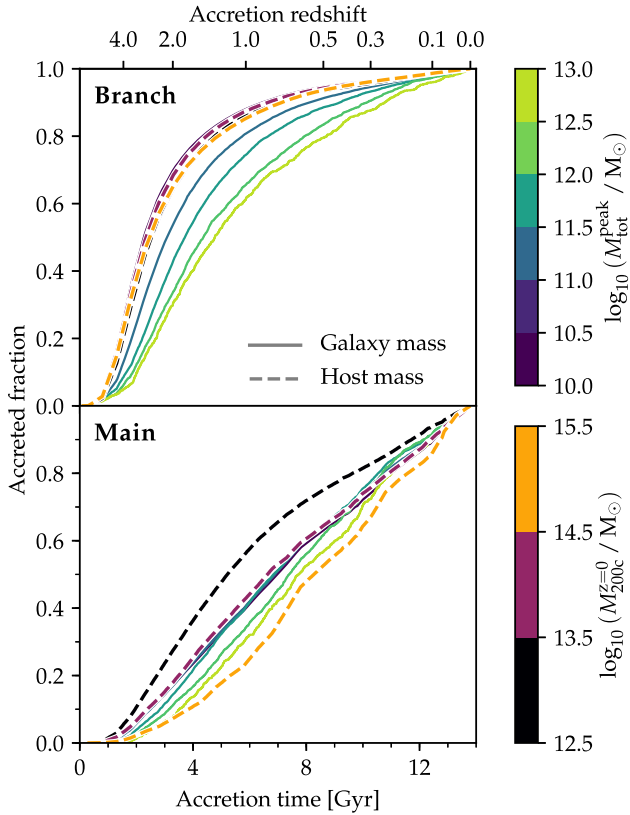 Accretion redshift
4.0 2.0 1.0 0.5 0.3 0.1 0.0
1.0
0.8
0.6
0.4
0.2
0.0
Branch
Galaxy mass
Host mass
Accreted fraction
0.8
0.6
0.4
0.2
0.0
Main
0 4 8 12
Accretion time [Gyr]
13.0
12.5
12.0
11.5
11.0
10.5
10.0
log₁₀ (M_tot^peak / M⊙)
15.5
14.5
13.5
12.5
log₁₀ (M_200c^z=0 / M⊙)